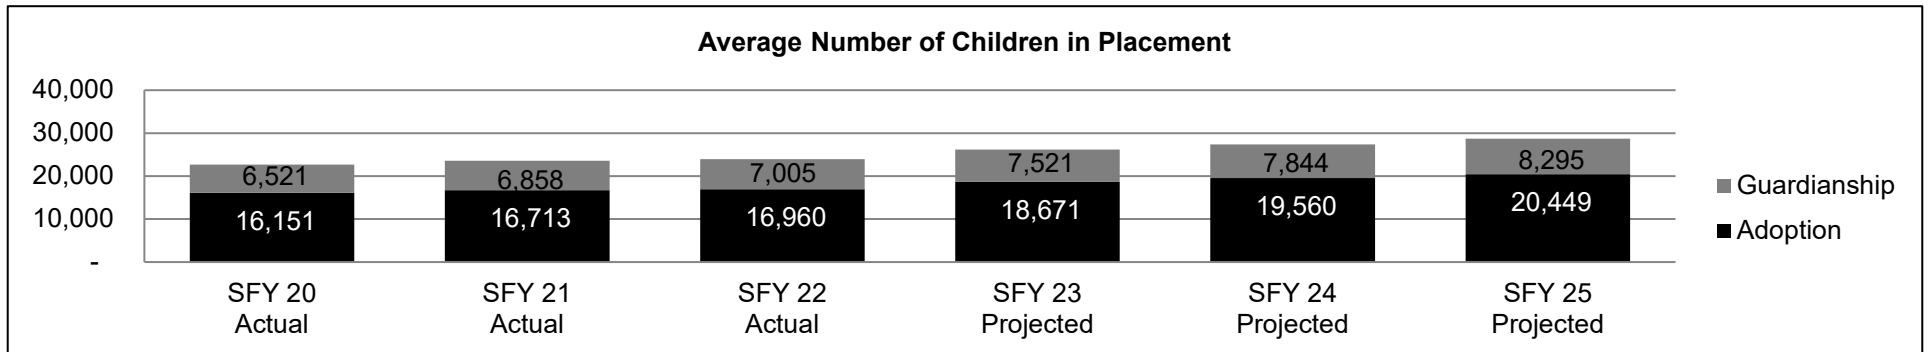 Average Number of Children in Placement
40,000
30,000
20,000
10,000
-
6,521
6,858
7,005
7,521
7,844
8,295
16,151
16,713
16,960
18,671
19,560
20,449
Guardianship
Adoption
SFY 20
Actual
SFY 21
Actual
SFY 22
Actual
SFY 23
Projected
SFY 24
Projected
SFY 25
Projected